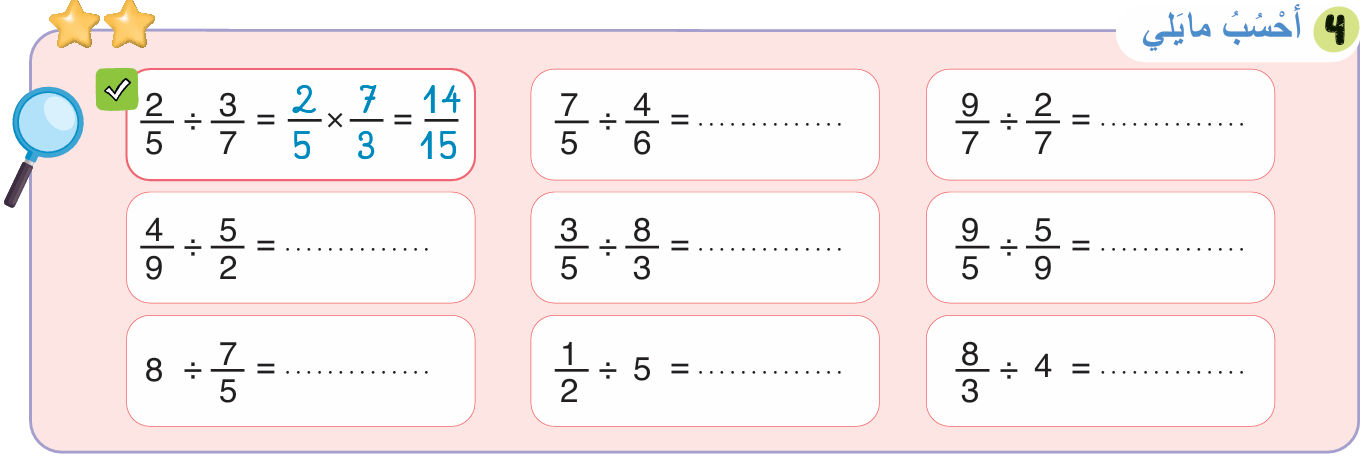 4 أَحْسُبُ مايَلي
2/5 ÷ 3/7 = 2/5 × 7/3 = 14/15
7/5 ÷ 4/6 = .............
9/7 ÷ 2/7 = .............
4/9 ÷ 5/2 = .............
3/5 ÷ 8/3 = .............
9/5 ÷ 5/9 = .............
8 ÷ 7/5 = .............
1/2 ÷ 5 = .............
8/3 ÷ 4 = .............